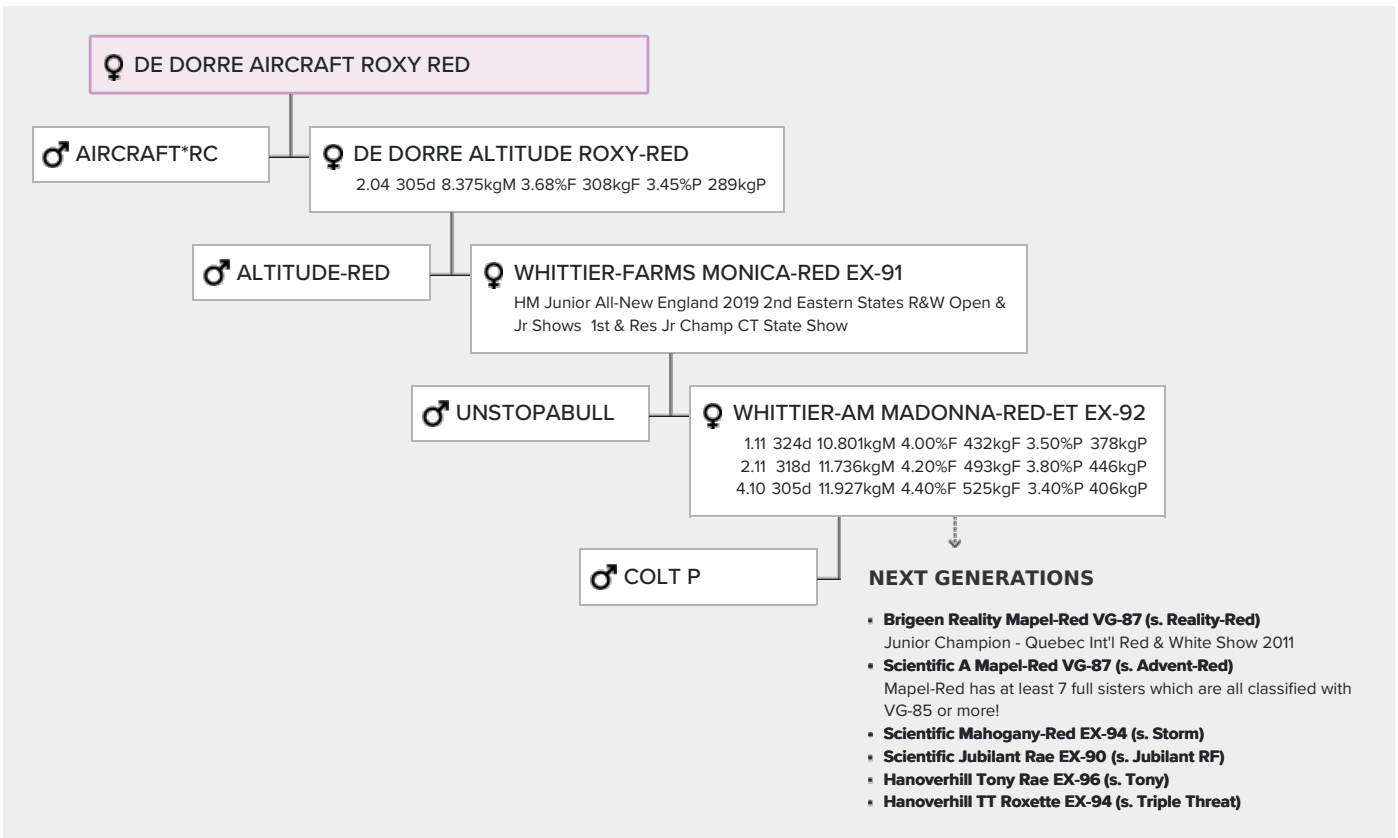 DE DORRE AIRCRAFT ROXY RED
AIRCRAFT*RC
DE DORRE ALTITUDE ROXY-RED
2.04 305d 8.375kgM 3.68%F 308kgF 3.45%P 289kgP
ALTITUDE-RED
WHITTIER-FARMS MONICA-RED EX-91
HM Junior All-New England 2019 2nd Eastern States R&W Open &
Jr Shows 1st & Res Jr Champ CT State Show
UNSTOPABULL
WHITTIER-AM MADONNA-RED-ET EX-92
1.11 324d 10.801kgM 4.00%F 432kgF 3.50%P 378kgP
2.11 318d 11.736kgM 4.20%F 493kgF 3.80%P 446kgP
4.10 305d 11.927kgM 4.40%F 525kgF 3.40%P 406kgP
COLT P
NEXT GENERATIONS
Brigeen Reality Mapel-Red VG-87 (s. Reality-Red)
Junior Champion - Quebec Int'l Red & White Show 2011
Scientific A Mapel-Red VG-87 (s. Advent-Red)
Mapel-Red has at least 7 full sisters which are all classified with
VG-85 or more!
Scientific Mahogany-Red EX-94 (s. Storm)
Scientific Jubilant Rae EX-90 (s. Jubilant RF)
Hanoverhill Tony Rae EX-96 (s. Tony)
Hanoverhill TT Roxette EX-94 (s. Triple Threat)